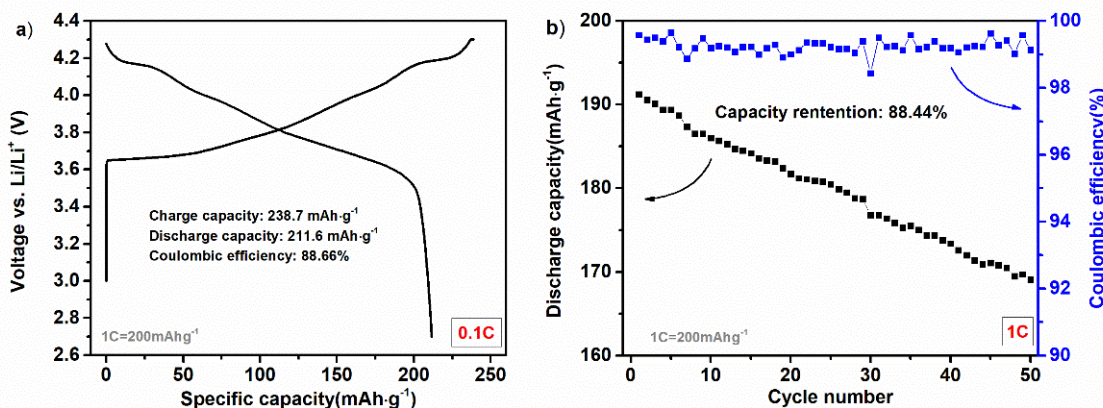 a)
4.4
4.2
4.0
3.8
3.6
3.4
3.2
3.0
2.8
2.6
Voltage vs. Li/Li⁺ (V)
Charge capacity: 238.7 mAh·g⁻¹
Discharge capacity: 211.6 mAh·g⁻¹
Coulombic efficiency: 88.66%
1C=200mAhg⁻¹
0.1C
0 50 100 150 200 250
Specific capacity(mAh·g⁻¹)
b)
200
190
180
170
160
Discharge capacity(mAh·g⁻¹)
Capacity rentention: 88.44%
1C=200mAhg⁻¹
1C
0 10 20 30 40 50
Cycle number
100
98
96
94
92
90
Coulombic efficiency(%)